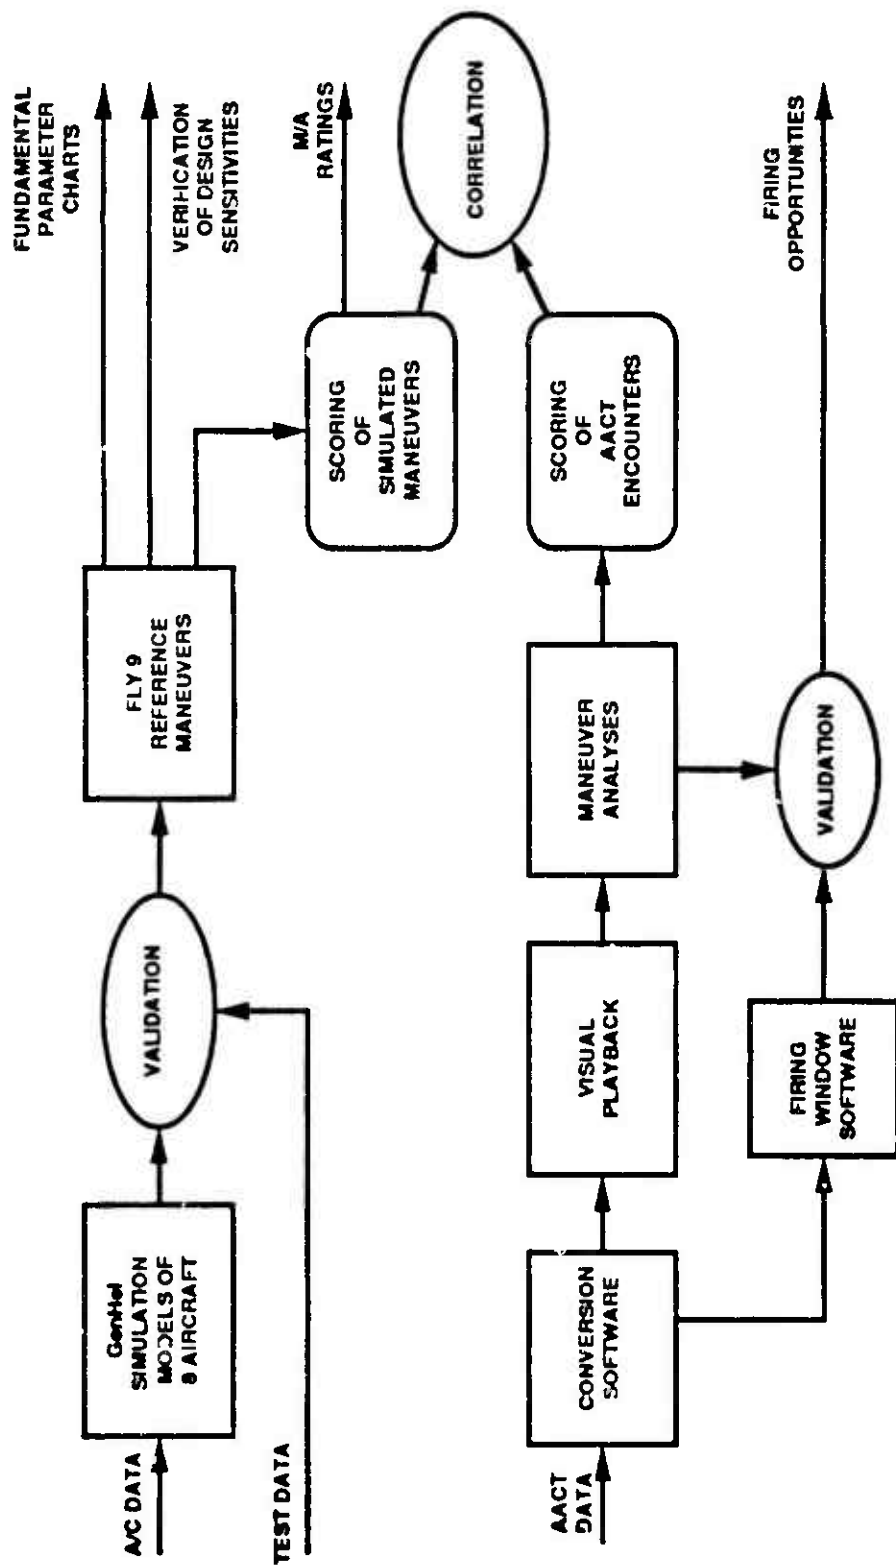 A/C DATA
GenHel
SIMULATION
MODELS OF
8 AIRCRAFT
VALIDATION
TEST DATA
FLY 9
REFERENCE
MANEUVERS
FUNDAMENTAL
PARAMETER
CHARTS
VERIFICATION
OF DESIGN
SENSITIVITIES
SCORING
OF
SIMULATED
MANEUVERS
M/A
RATINGS
CORRELATION
AACT
DATA
CONVERSION
SOFTWARE
VISUAL
PLAYBACK
MANEUVER
ANALYSES
SCORING
OF
AACT
ENCOUNTERS
FIRING
WINDOW
SOFTWARE
VALIDATION
FIRING
OPPORTUNITIES